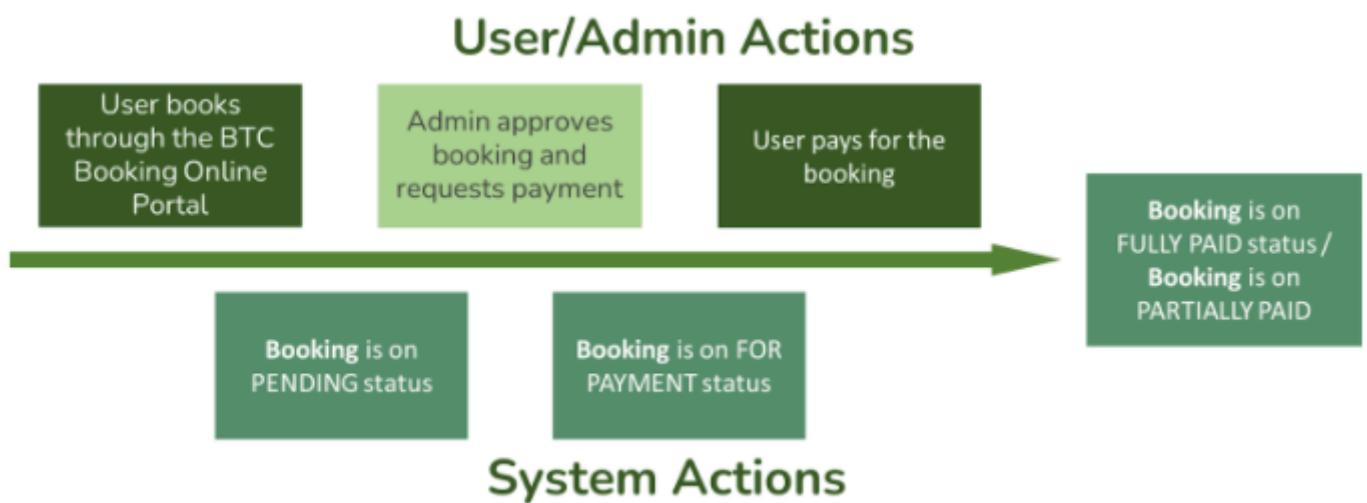 User/Admin Actions
User books
through the BTC
Booking Online
Portal
Admin approves
booking and
requests payment
User pays for the
booking
Booking is on
FULLY PAID status /
Booking is on
PARTIALLY PAID
Booking is on
PENDING status
Booking is on FOR
PAYMENT status
System Actions